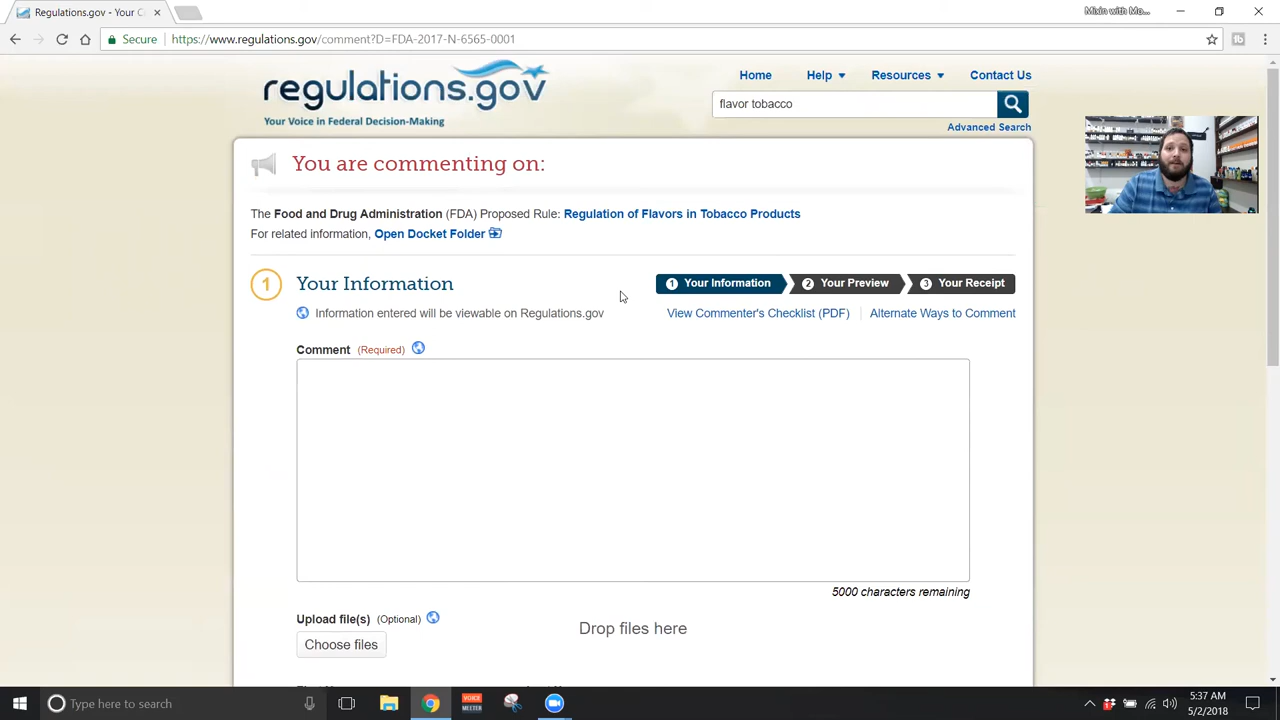 Regulations.gov - Your C
Mixin with Mo...
Secure
https://www.regulations.gov/comment?D=FDA-2017-N-6565-0001
regulations.gov
Your Voice in Federal Decision-Making
Home
Help
Resources
Contact Us
flavor tobacco
Advanced Search
You are commenting on:
The Food and Drug Administration (FDA) Proposed Rule: Regulation of Flavors in Tobacco Products
For related information, Open Docket Folder
1 Your Information
1 Your Information 2 Your Preview 3 Your Receipt
Information entered will be viewable on Regulations.gov
View Commenter's Checklist (PDF)
Alternate Ways to Comment
Comment (Required)
5000 characters remaining
Upload file(s) (Optional)
Drop files here
Choose files
Type here to search
VOICE
MEETER
5:37 AM
5/2/2018